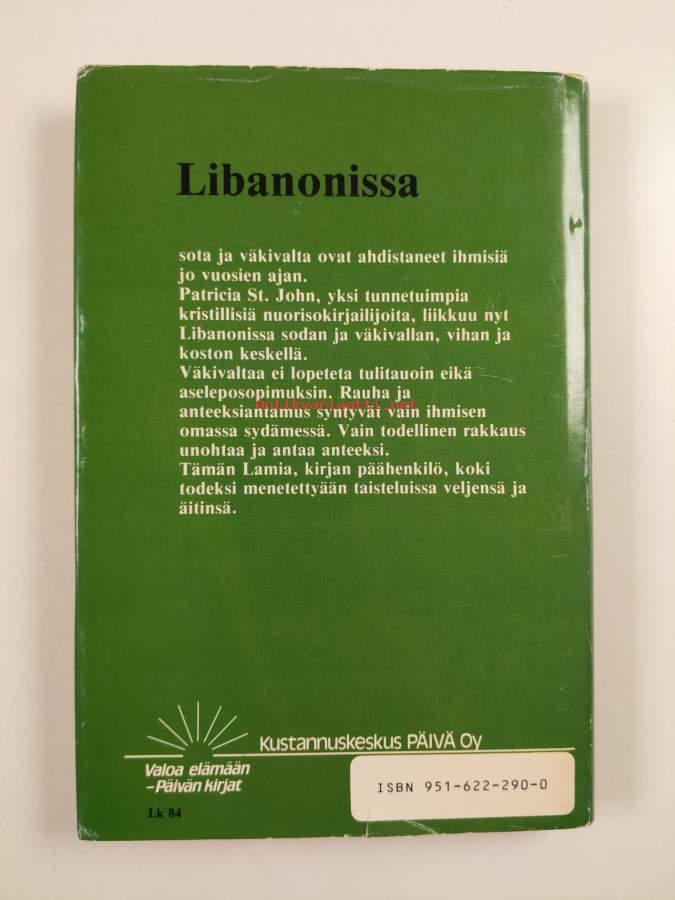 Libanonissa
sota ja väkivalta ovat ahdistaneet ihmisiä
jo vuosien ajan.
Patricia St. John, yksi tunnetuimpia
kristillisiä nuorisokirjailijoita, liikkuu nyt
Libanonissa sodan ja väkivallan, vihan ja
koston keskellä.
Väkivaltaa ei lopeteta tulitauoin eikä
aseleposopimuksin. Rauha ja
Antikvariaatti.net
anteeksiantamus syntyvät vain ihmisen
omassa sydämessä. Vain todellinen rakkaus
unohtaa ja antaa anteeksi.
Tämän Lamia, kirjan päähenkilö, koki
todeksi menetettyään taisteluissa veljensä ja
äitinsä.
Kustannuskeskus PÄIVÄ Oy
Valoa elämään
–Päivän kirjat
ISBN 951-622-290-0
Lk 84